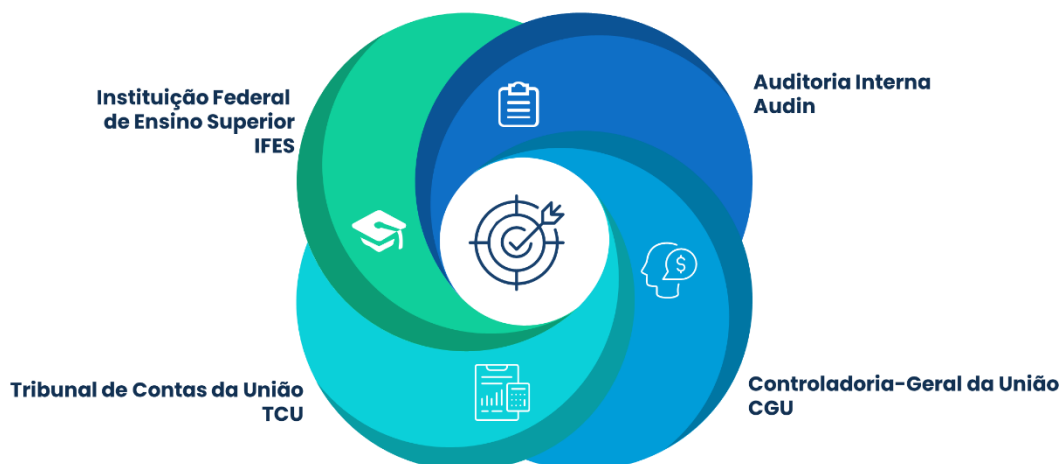 Instituição Federal
de Ensino Superior
IFES
Auditoria Interna
Audin
$
Tribunal de Contas da União
TCU
Controladoria-Geral da União
CGU